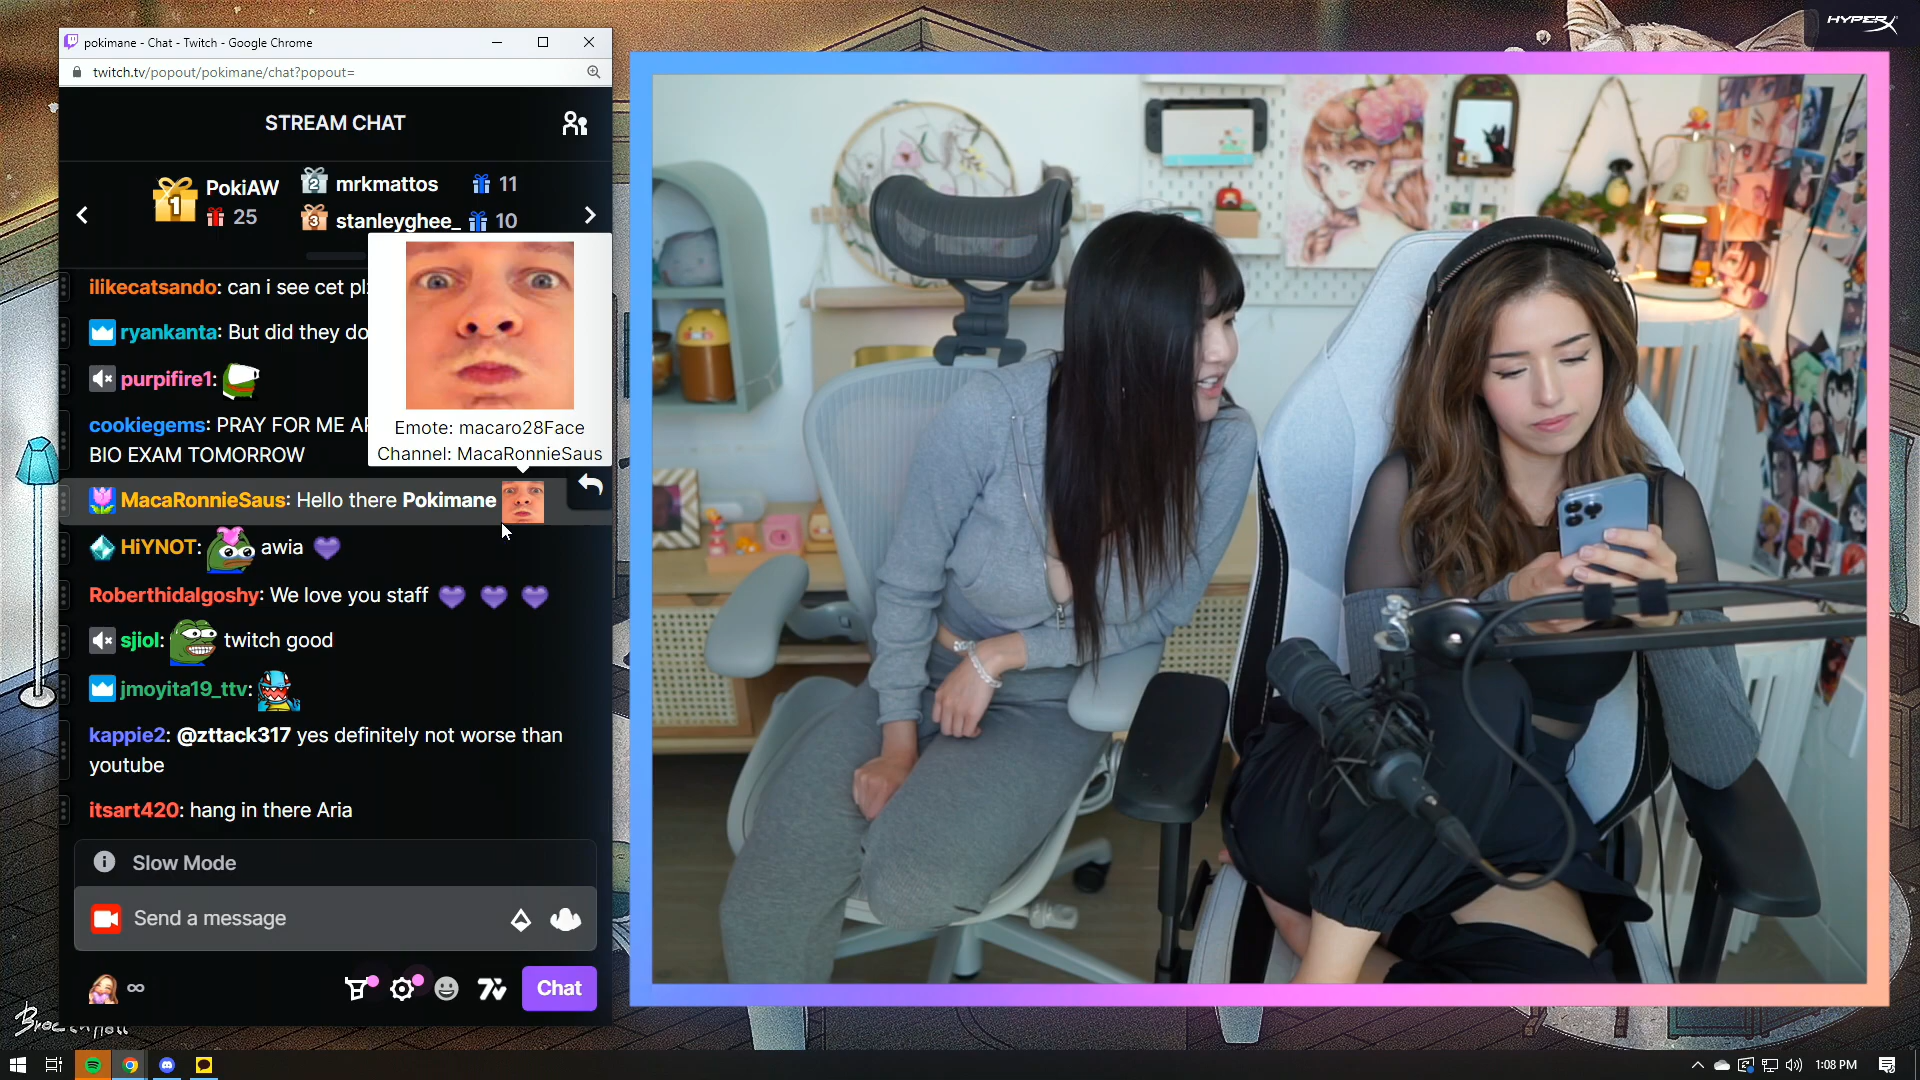 HYPERX
pokimane - Chat - Twitch - Google Chrome
twitch.tv/popout/pokimane/chat?popout=
STREAM CHAT
1 PokiAW 25
2 mrkmattos 11
3 stanleyghee_ 10
ilikecatsando: can i see cet pl
ryankanta: But did they do
purpifire1:
cookiegems: PRAY FOR ME
BIO EXAM TOMORROW
Emote: macaro28Face
Channel: MacaRonnieSaus
MacaRonnieSaus: Hello there Pokimane
HiYNOT: awia
Roberthidalgoshy: We love you staff
sjiol: twitch good
jmoyita19_ttv:
kappie2: @zttack317 yes definitely not worse than
youtube
itsart420: hang in there Aria
Slow Mode
Send a message
∞
Chat
1:08 PM